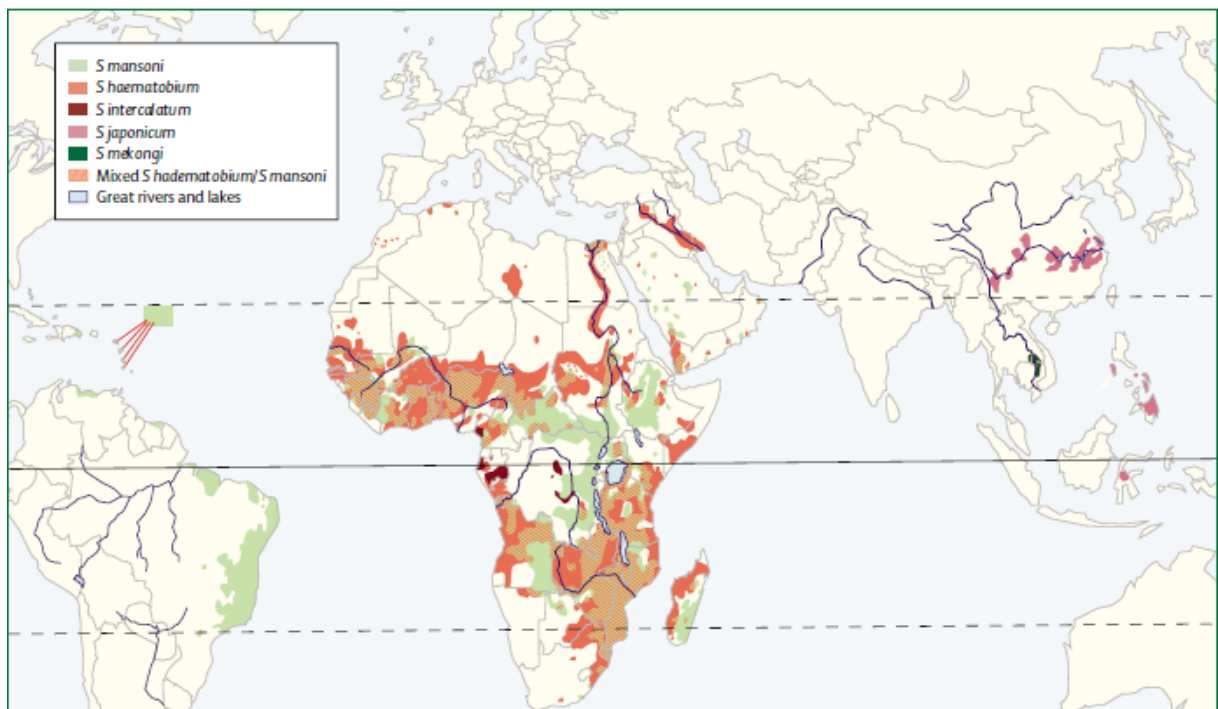 S mansoni
S haematobium
S intercalatum
S japonicum
S mekongi
Mixed S hadematobium/S mansoni
Great rivers and lakes